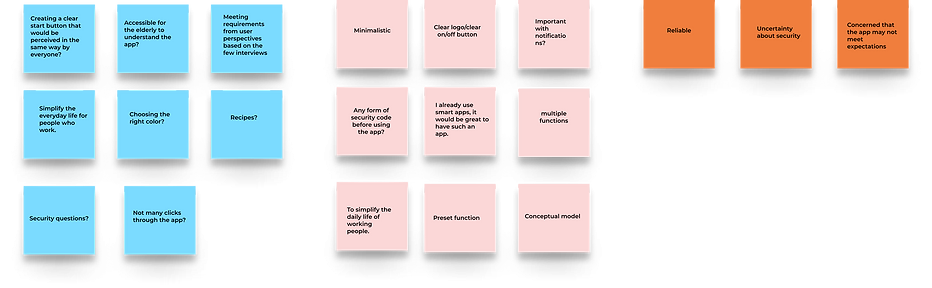 Creating a clear
start button that
would be
perceived in the
same way by
everyone?
Accessible for
the elderly to
understand the
app?
Meeting
requirements
from user
perspectives
based on the
few interviews
Simplify the
everyday life for
people who
work.
Choosing the
right color?
Recipes?
Security questions?
Not many clicks
through the app?
Minimalistic
Clear logo/clear
on/off button
Important
with
notificatio
ns?
Any form of
security code
before using
the app?
I already use
smart apps, it
would be great to
have such an
app.
multiple
functions
To simplify the
daily life of
working
people.
Preset function
Conceptual model
Reliable
Uncertainty
about security
Concerned that
the app may not
meet
expectations